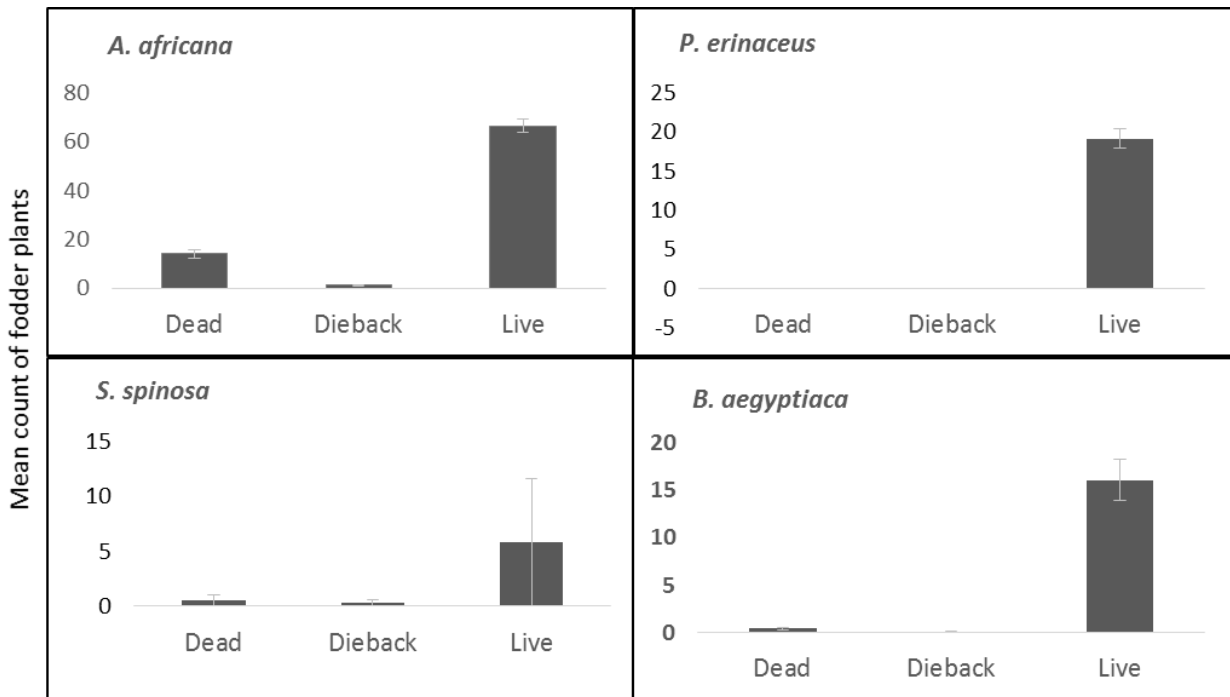 Mean count of fodder plants
A. africana
80
60
40
20
0
Dead Dieback Live
P. erinaceus
25
20
15
10
5
0
-5
Dead Dieback Live
S. spinosa
15
10
5
0
Dead Dieback Live
B. aegyptiaca
20
15
10
5
0
Dead Dieback Live